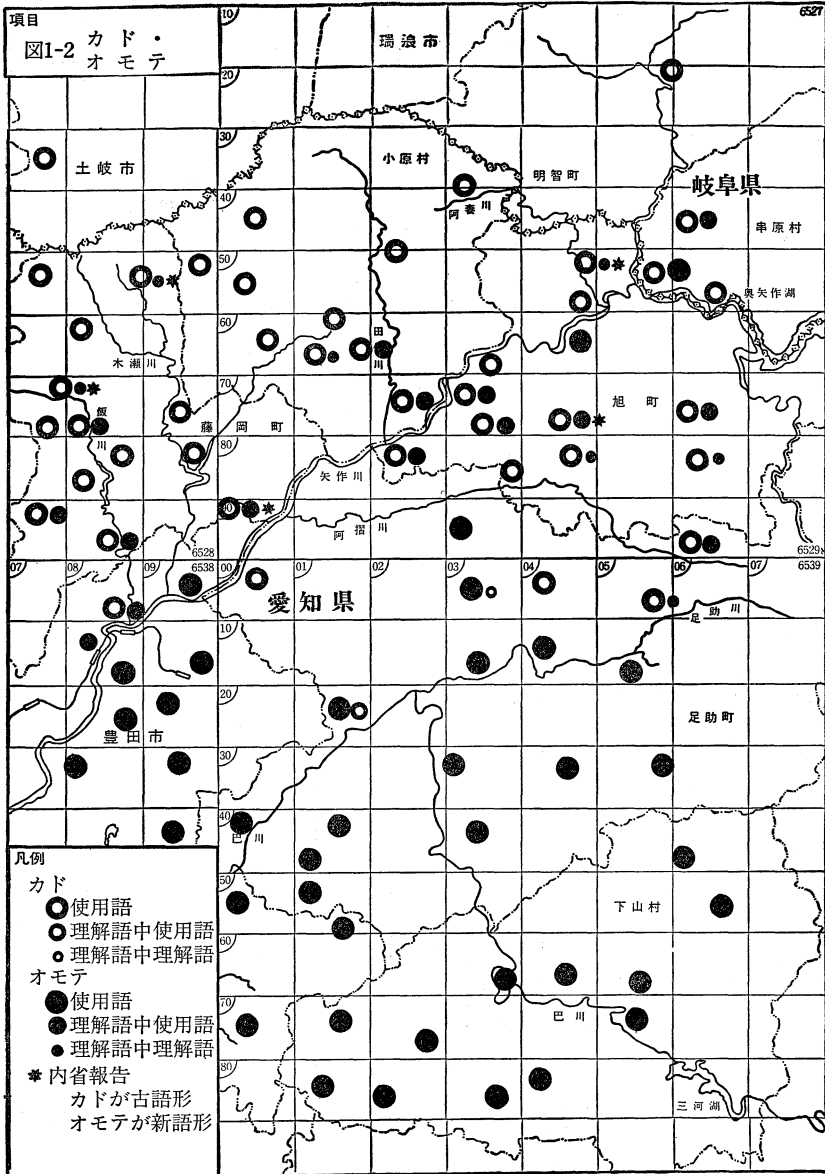 項目
図1-2 カド・
オモテ
10
瑞浪市
6527
20
30
土岐市
小原村
明智町
岐阜県
40
阿妻川
串原村
50
奥矢作湖
60
田川
木瀬川
70
飯川
藤岡町
旭町
80
矢作川
阿摺川
6528
6529
07
08
09
6538
00
01
02
03
04
05
06
07
6539
愛知県
足助川
10
20
足助町
豊田市
30
40
巴川
凡例
カド
使用語
理解語中使用語
理解語中理解語
オモテ
使用語
理解語中使用語
理解語中理解語
内省報告
カドが古語形
オモテが新語形
50
下山村
60
70
巴川
80
三河湖